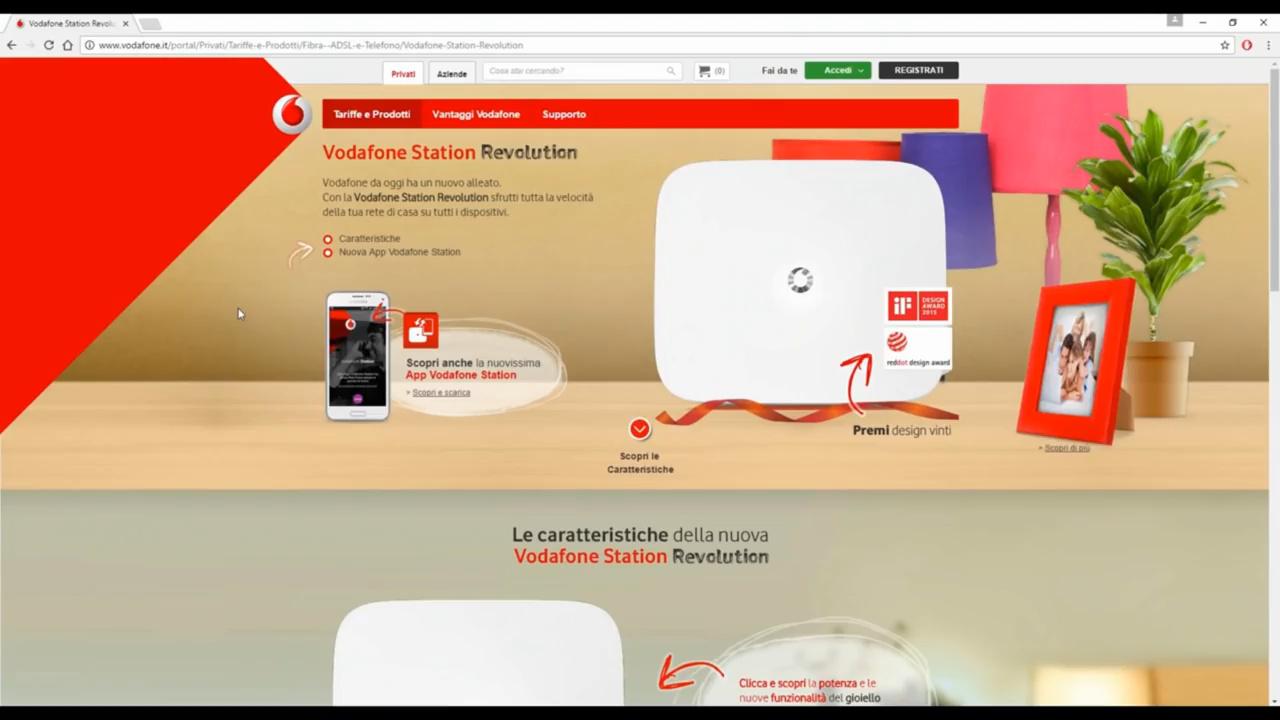 Vodafone Station Revolu
www.vodafone.it/portal/Privati/Tariffe-e-Prodotti/Fibra--ADSL-e-Telefono/Vodafone-Station-Revolution
Privati
Aziende
Cosa stai cercando?
(0)
Fai da te
Accedi
REGISTRATI
Tariffe e Prodotti
Vantaggi Vodafone
Supporto
Vodafone Station Revolution
Vodafone da oggi ha un nuovo alleato.
Con la Vodafone Station Revolution sfrutti tutta la velocità
della tua rete di casa su tutti i dispositivi.
Caratteristiche
Nuova App Vodafone Station
Scopri anche la nuovissima
App Vodafone Station
» Scopri e scarica
iF
DESIGN
AWARD
2015
reddot design award
Premi design vinti
» Scopri di più
Scopri le
Caratteristiche
Le caratteristiche della nuova
Vodafone Station Revolution
Clicca e scopri la potenza e le
nuove funzionalità del gioiello